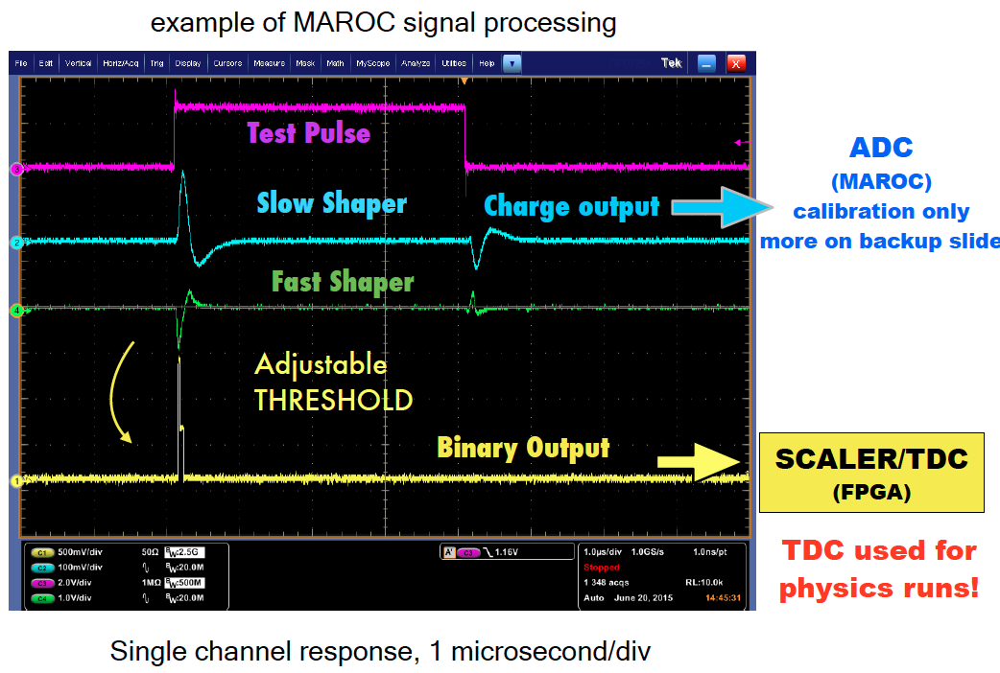 example of MAROC signal processing
File Edit Vertical Horiz/Acq Trig Display Cursors Measure Mask Math MyScope Analyze Utilities Help Tek X
Test Pulse
3
Slow Shaper
Charge output
2
Fast Shaper
4
Adjustable
THRESHOLD
Binary Output
1
ADC
(MAROC)
calibration only
more on backup slide
SCALER/TDC
(FPGA)
TDC used for
physics runs!
C1 500mV/div 50Ω BW:2.5G
C2 100mV/div BW:20.0M
C3 2.0V/div 1MΩ BW:500M
C4 1.0V/div BW:20.0M
A' C3 1.16V
1.0µs/div 1.0GS/s 1.0ns/pt
Stopped
1 348 acqs RL:10.0k
Auto June 20, 2015 14:45:31
Single channel response, 1 microsecond/div